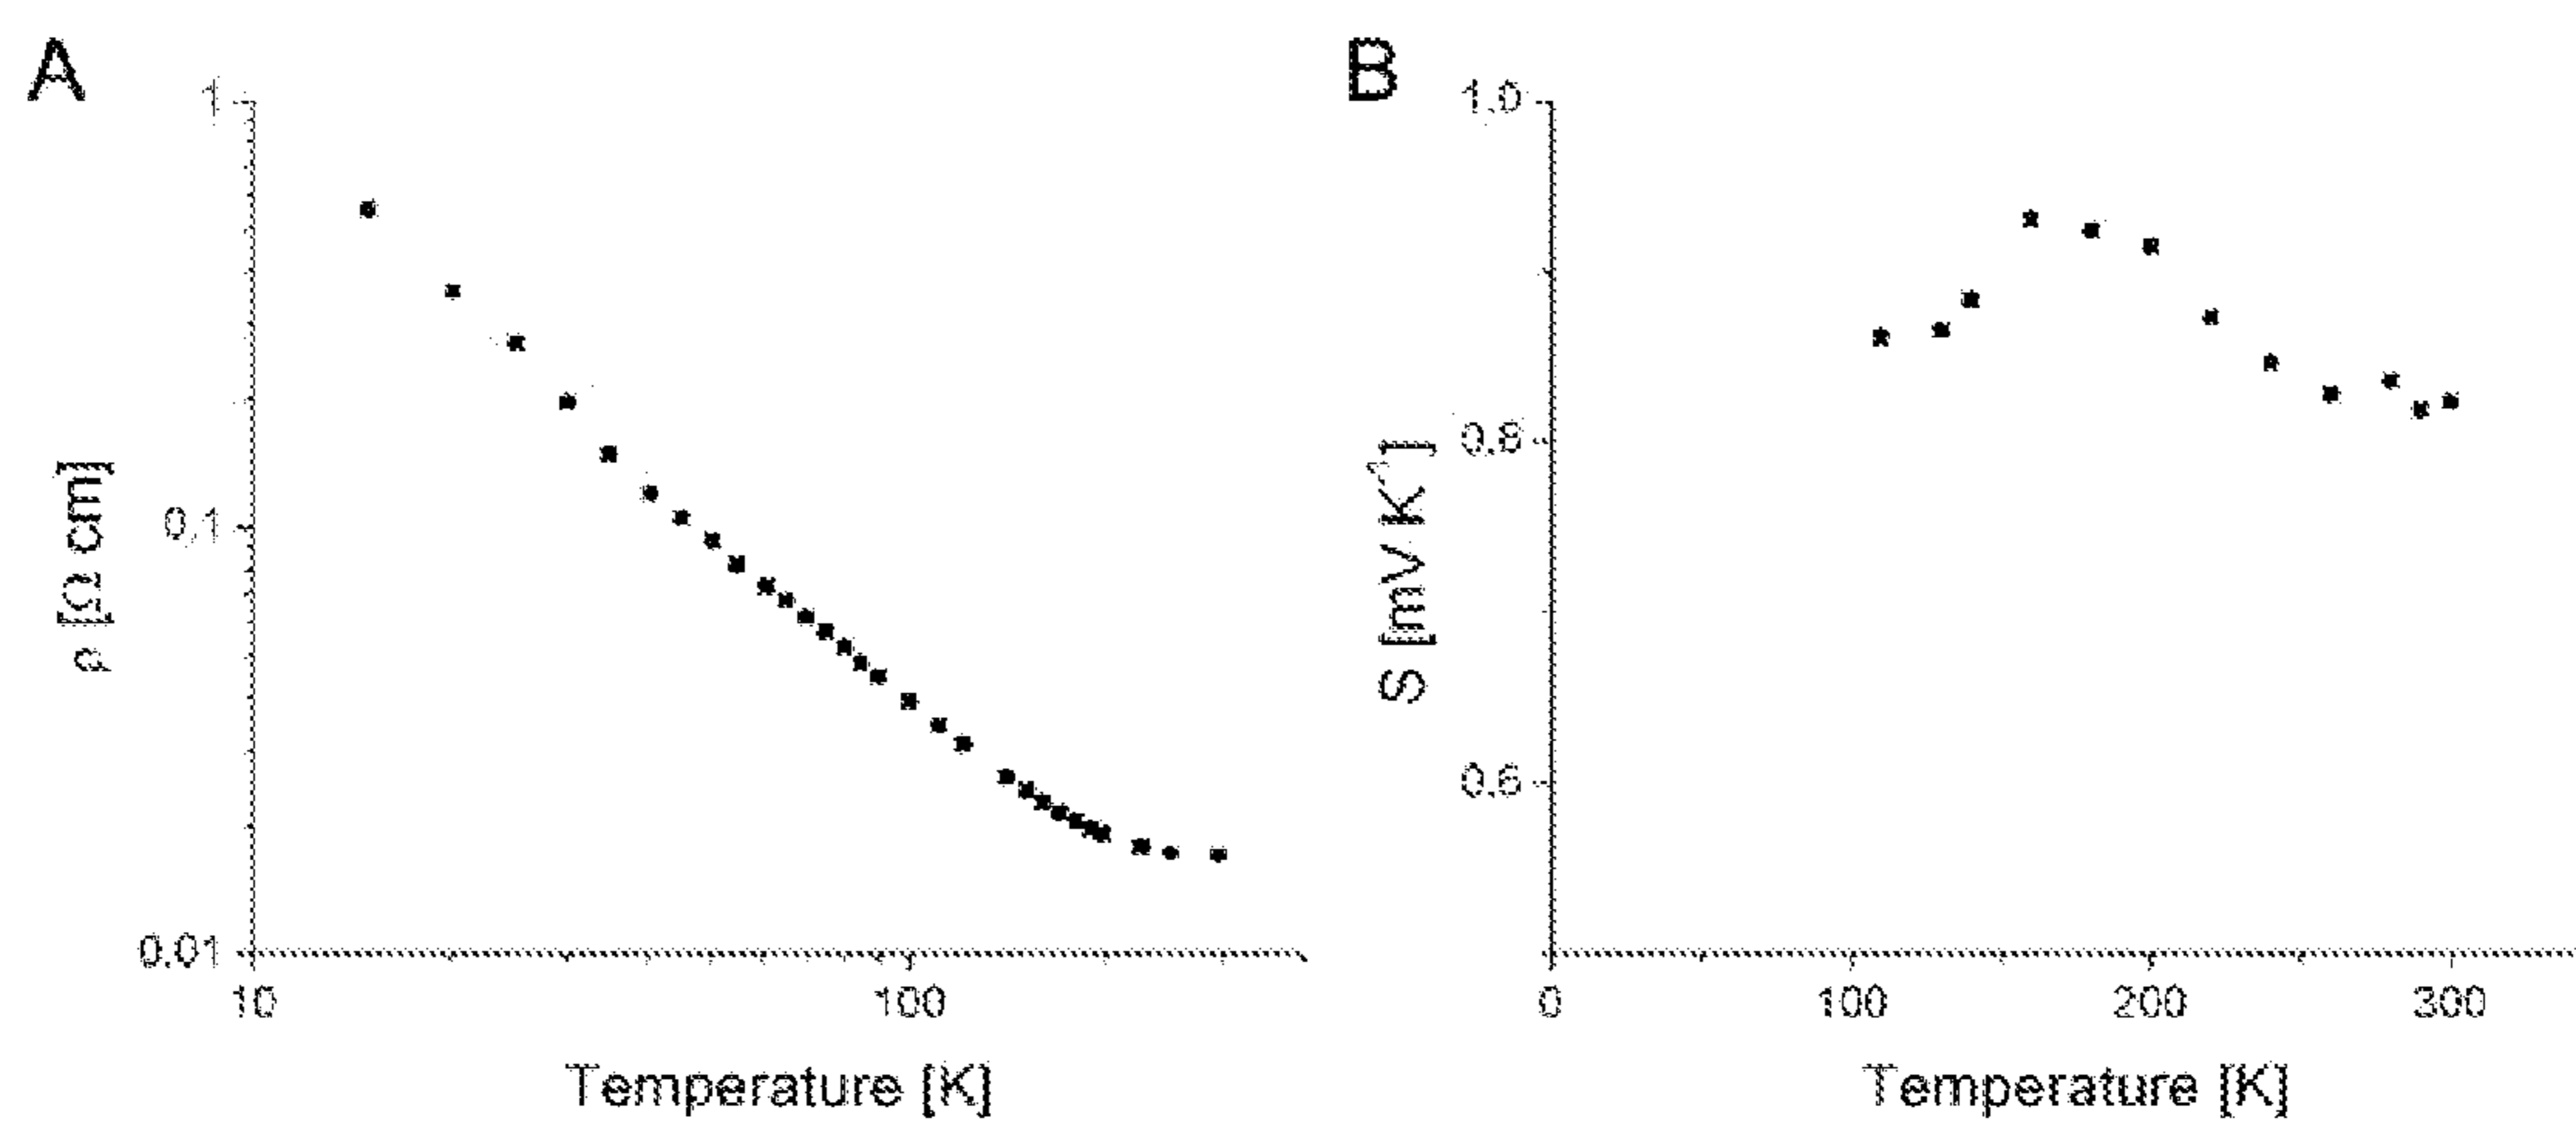 A
1
0,1
0,01
ρ [Ω cm]
10
100
Temperature [K]
B
1,0
0,8
0,6
S [mV K⁻¹]
0
100
200
300
Temperature [K]